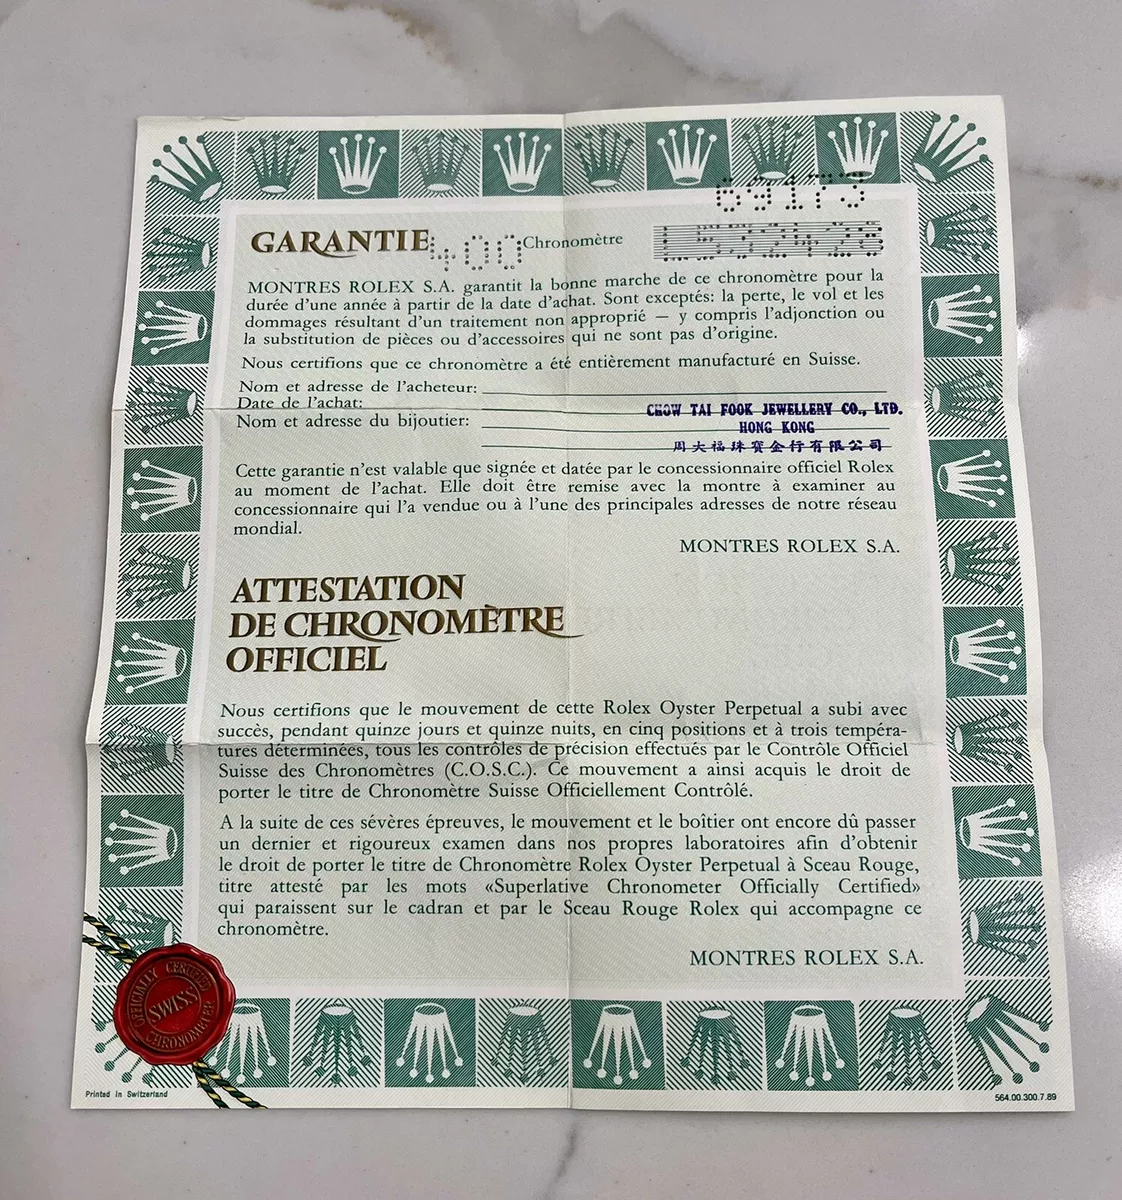 69173
GARANTIE 400 Chronomètre L532428
MONTRES ROLEX S.A. garantit la bonne marche de ce chronomètre pour la
durée d'une année à partir de la date d'achat. Sont exceptés: la perte, le vol et les
dommages résultant d'un traitement non approprié — y compris l'adjonction ou
la substitution de pièces ou d'accessoires qui ne sont pas d'origine.
Nous certifions que ce chronomètre a été entièrement manufacturé en Suisse.
Nom et adresse de l'acheteur:
Date de l'achat:
CHOW TAI FOOK JEWELLERY CO., LTD.
Nom et adresse du bijoutier:
HONG KONG
周大福珠寶金行有限公司
Cette garantie n'est valable que signée et datée par le concessionnaire officiel Rolex
au moment de l'achat. Elle doit être remise avec la montre à examiner au
concessionnaire qui l'a vendue ou à l'une des principales adresses de notre réseau
mondial.
MONTRES ROLEX S.A.
ATTESTATION
DE CHRONOMÈTRE
OFFICIEL
Nous certifions que le mouvement de cette Rolex Oyster Perpetual a subi avec
succès, pendant quinze jours et quinze nuits, en cinq positions et à trois tempéra-
tures déterminées, tous les contrôles de précision effectués par le Contrôle Officiel
Suisse des Chronomètres (C.O.S.C.). Ce mouvement a ainsi acquis le droit de
porter le titre de Chronomètre Suisse Officiellement Contrôlé.
A la suite de ces sévères épreuves, le mouvement et le boîtier ont encore dû passer
un dernier et rigoureux examen dans nos propres laboratoires afin d'obtenir
le droit de porter le titre de Chronomètre Rolex Oyster Perpetual à Sceau Rouge,
titre attesté par les mots «Superlative Chronometer Officially Certified»
qui paraissent sur le cadran et par le Sceau Rouge Rolex qui accompagne ce
chronomètre.
MONTRES ROLEX S.A.
OFFICIALLY CERTIFIED
SWISS
CHRONOMETER
Printed in Switzerland
564.00.300.7.89